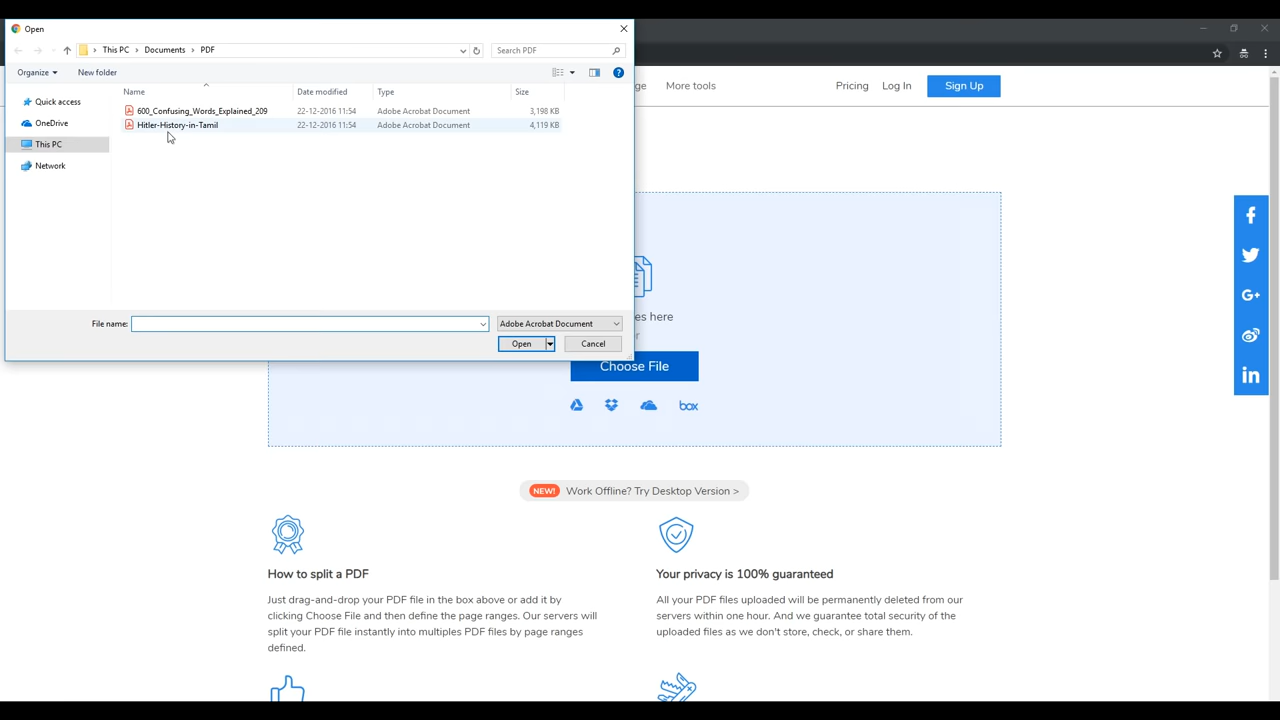 Open
This PC
Documents
PDF
Search PDF
Organize
New folder
Name
Date modified
Type
Size
Quick access
OneDrive
This PC
Network
600_Confusing_Words_Explained_209 22-12-2016 11:54 Adobe Acrobat Document 3,198 KB
Hitler-History-in-Tamil 22-12-2016 11:54 Adobe Acrobat Document 4,119 KB
File name:
Adobe Acrobat Document
Open
Cancel
More tools
Pricing
Log In
Sign Up
here
Choose File
box
NEW! Work Offline? Try Desktop Version >
How to split a PDF
Just drag-and-drop your PDF file in the box above or add it by
clicking Choose File and then define the page ranges. Our servers will
split your PDF file instantly into multiples PDF files by page ranges
defined.
Your privacy is 100% guaranteed
All your PDF files uploaded will be permanently deleted from our
servers within one hour. And we guarantee total security of the
uploaded files as we don't store, check, or share them.